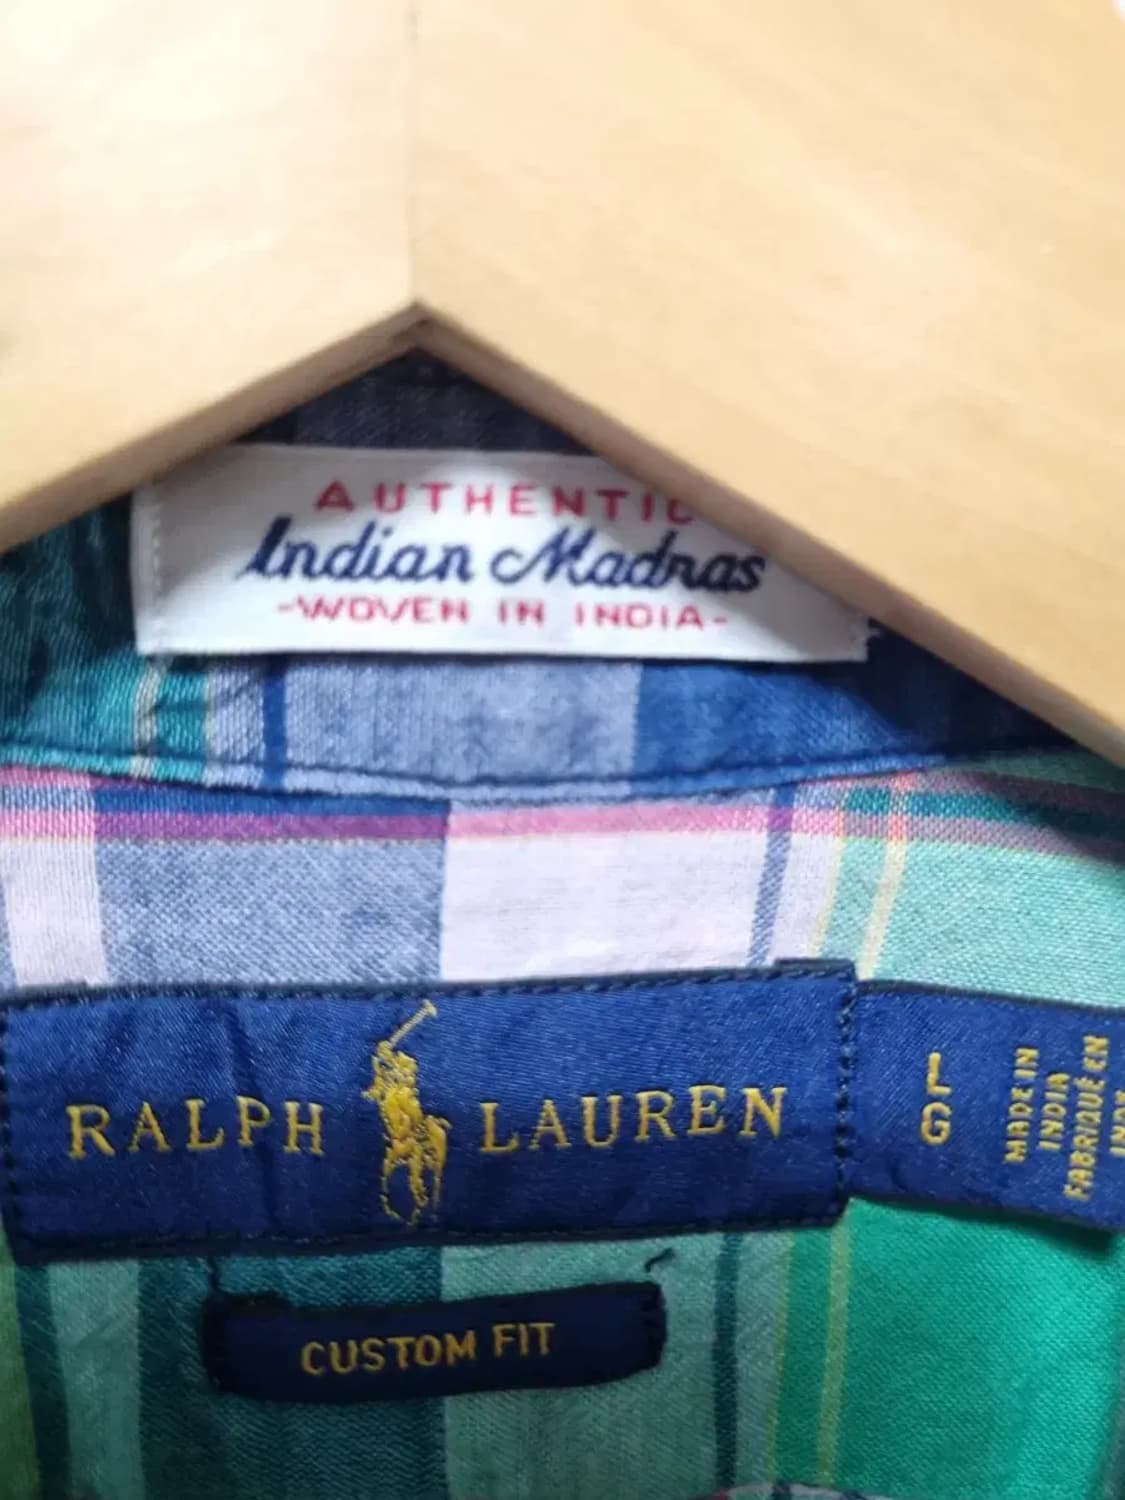 AUTHENTIC
Indian Madras
-WOVEN IN INDIA-
RALPH LAUREN
L
G
MADE IN
INDIA
FABRIQUÉ EN
CUSTOM FIT